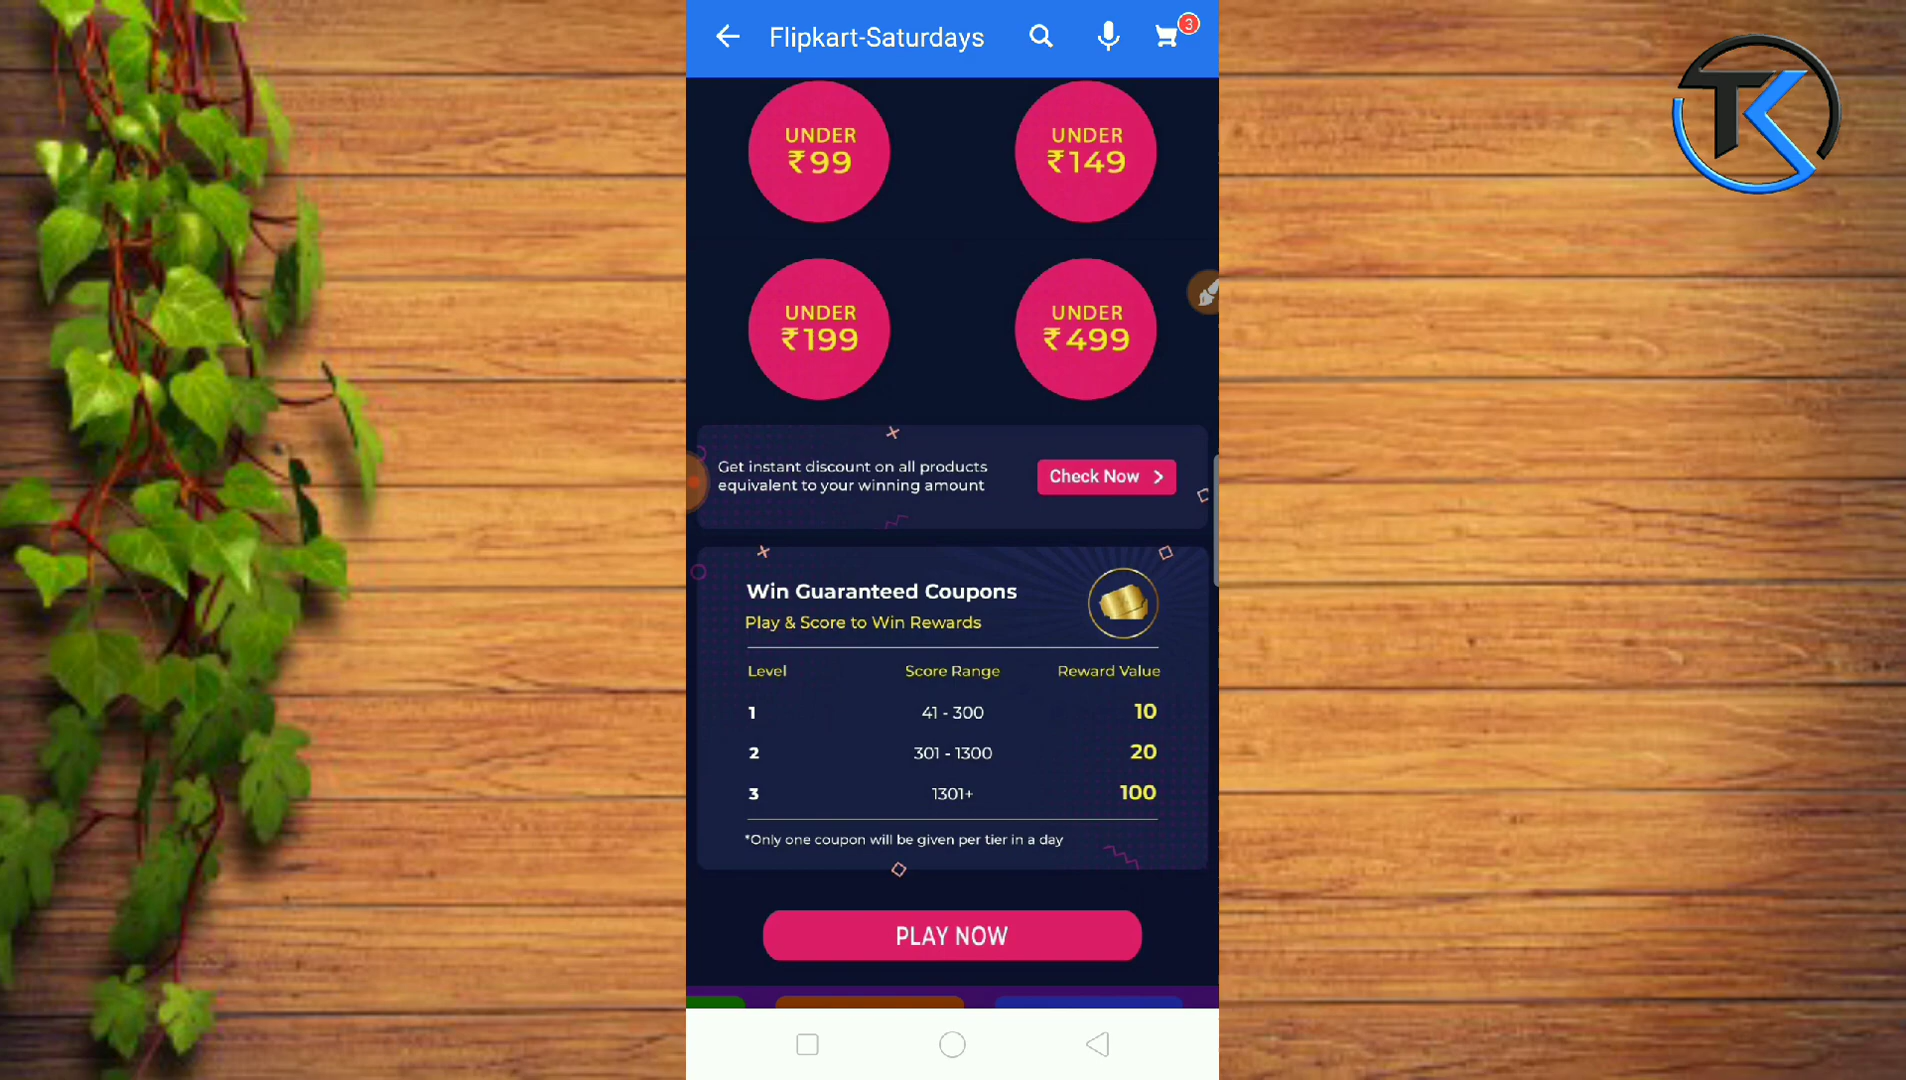 Flipkart-Saturdays
3
TK
UNDER
₹99
UNDER
₹149
UNDER
₹199
UNDER
₹499
Get instant discount on all products
equivalent to your winning amount
Check Now
Win Guaranteed Coupons
Play & Score to Win Rewards
Level Score Range Reward Value
1 41 - 300 10
2 301 - 1300 20
3 1301+ 100
*Only one coupon will be given per tier in a day
PLAY NOW